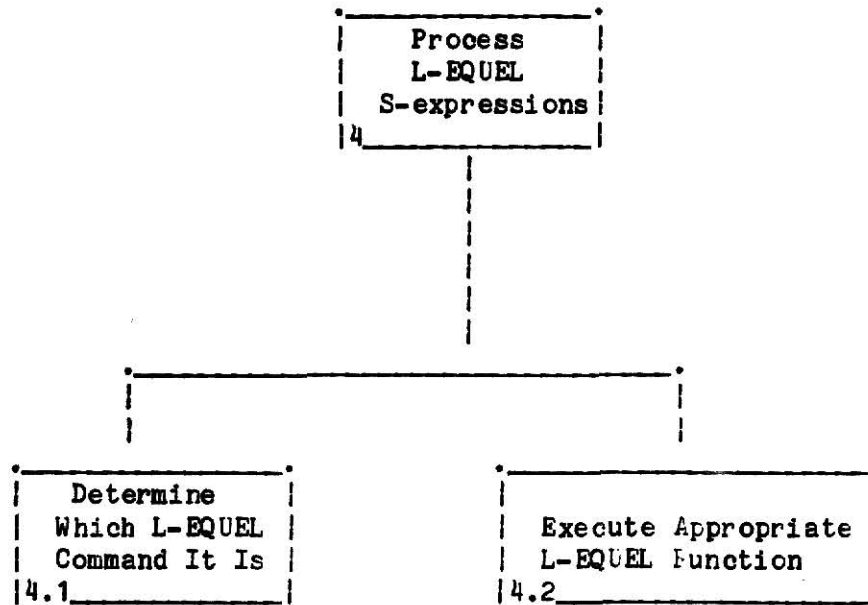 Process
L-EQUEL
S-expressions
4
Determine
Which L-EQUEL
Command It Is
4.1
Execute Appropriate
L-EQUEL Function
4.2